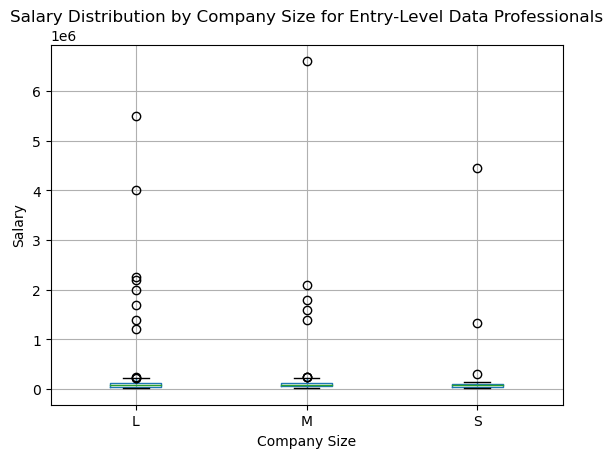 Salary Distribution by Company Size for Entry-Level Data Professionals
1e6
6
5
4
3
2
1
0
Salary
L M S
Company Size